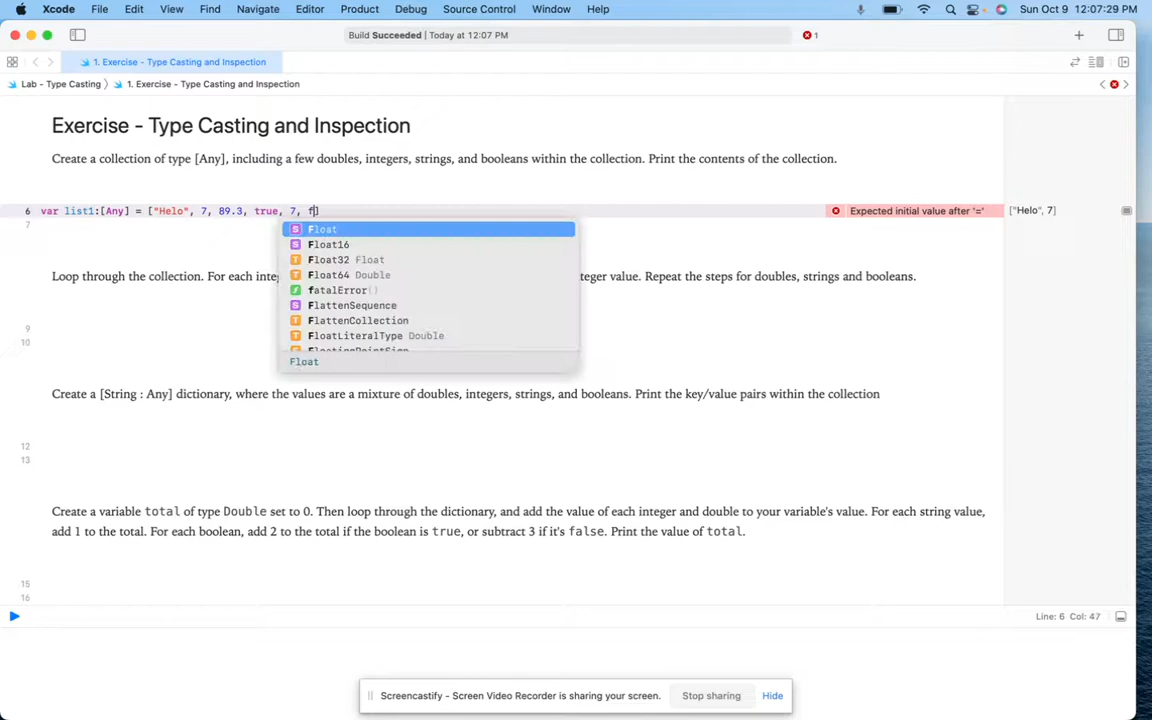 Xcode File Edit View Find Navigate Editor Product Debug Source Control Window Help Sun Oct 9 12:07:29 PM
Build Succeeded | Today at 12:07 PM 1
1. Exercise - Type Casting and Inspection
Lab - Type Casting 〉 1. Exercise - Type Casting and Inspection
Exercise - Type Casting and Inspection
Create a collection of type [Any], including a few doubles, integers, strings, and booleans within the collection. Print the contents of the collection.
6 var list1:[Any] = ["Helo", 7, 89.3, true, 7, f] Expected initial value after '=' ["Helo", 7]
7
S Float
S Float16
T Float32 Float
T Float64 Double
f fatalError()
S FlattenSequence
T FlattenCollection
T FloatLiteralType Double
Float
Loop through the collection. For each inte teger value. Repeat the steps for doubles, strings and booleans.
9
10
Create a [String : Any] dictionary, where the values are a mixture of doubles, integers, strings, and booleans. Print the key/value pairs within the collection
12
13
Create a variable total of type Double set to 0. Then loop through the dictionary, and add the value of each integer and double to your variable's value. For each string value,
add 1 to the total. For each boolean, add 2 to the total if the boolean is true, or subtract 3 if it's false. Print the value of total.
15
16
Line: 6 Col: 47
Screencastify - Screen Video Recorder is sharing your screen. Stop sharing Hide